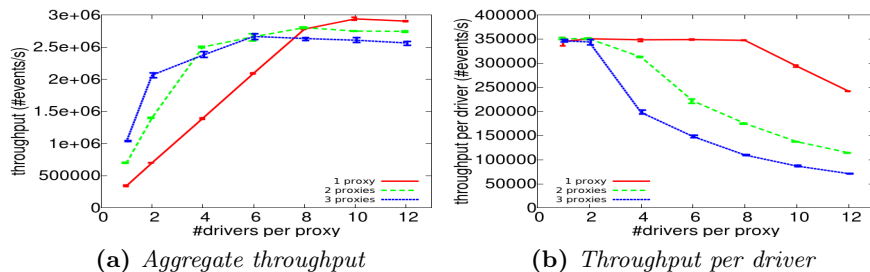 throughput (#events/s)
3e+06
2.5e+06
2e+06
1.5e+06
1e+06
500000
0
1 proxy
2 proxies
3 proxies
0 2 4 6 8 10 12
#drivers per proxy
(a) Aggregate throughput
throughput per driver (#events/s)
400000
350000
300000
250000
200000
150000
100000
50000
0
1 proxy
2 proxies
3 proxies
0 2 4 6 8 10 12
#drivers per proxy
(b) Throughput per driver